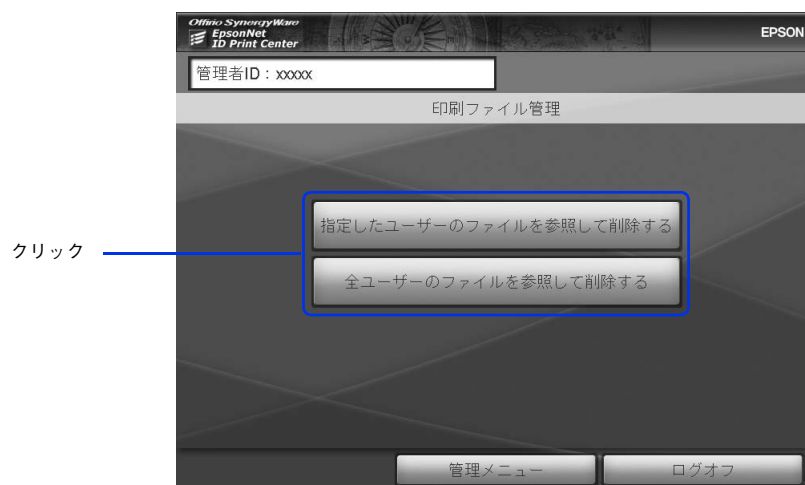 Offirio SynergyWare
EpsonNet
ID Print Center
EPSON
管理者ID：xxxxx
印刷ファイル管理
指定したユーザーのファイルを参照して削除する
クリック
全ユーザーのファイルを参照して削除する
管理メニュー
ログオフ